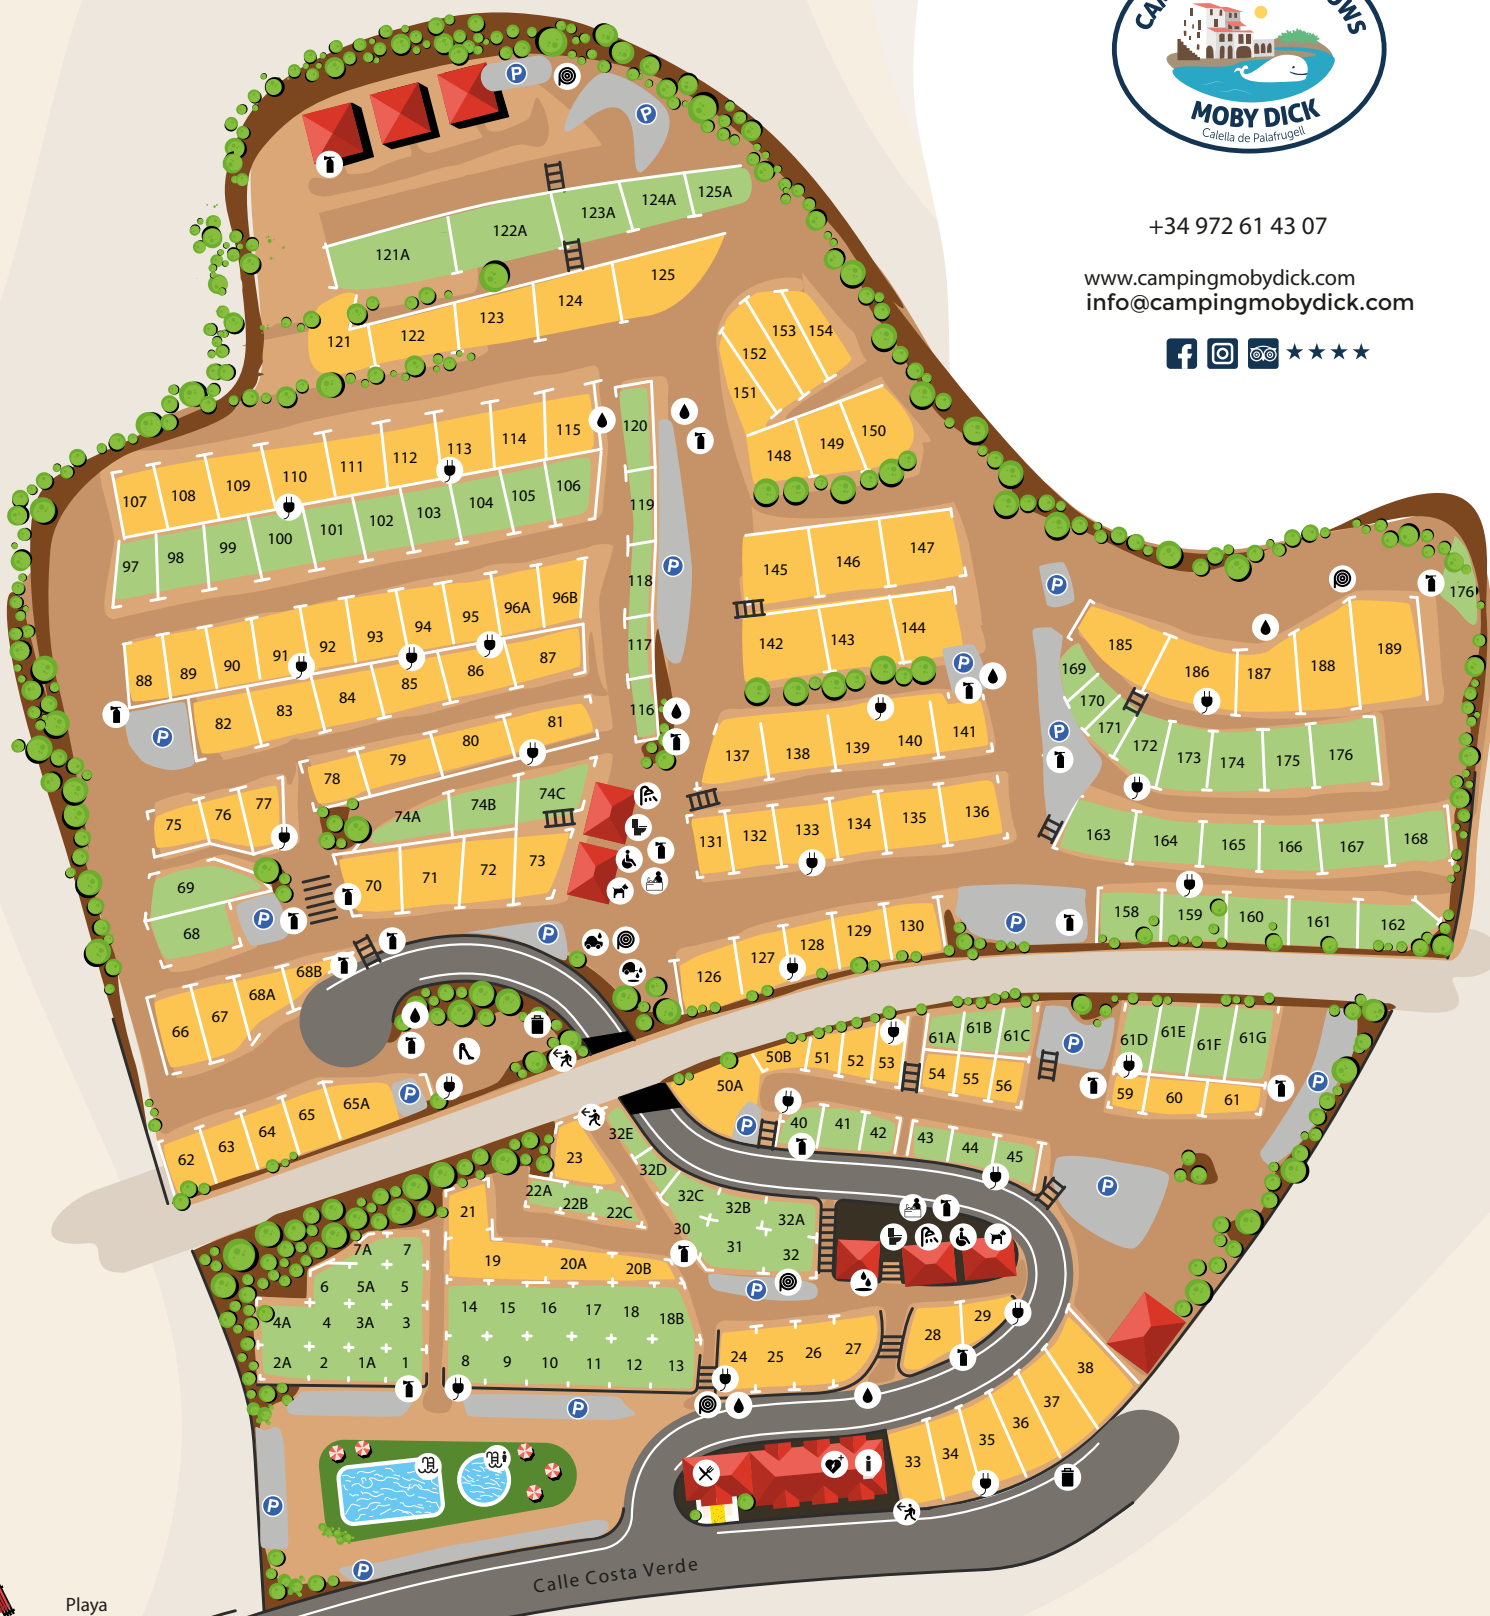 MOBY DICK
Calella de Palafrugell
+34 972 61 43 07
www.campingmobydick.com
info@campingmobydick.com
P
P
121A 122A 123A 124A 125A
121 122 123 124 125
151 152 153 154
148 149 150
107 108 109 110 111 112 113 114 115
97 98 99 100 101 102 103 104 105 106
120
119
118
117
116
P
145 146 147
142 143 144
P
P
88 89 90 91 92 93 94 95 96A 96B
82 83 84 85 86 87
P
78 79 80 81
74A 74B 74C
75 76 77
70 71 72 73
69
68
P
P
137 138 139 140 141
131 132 133 134 135 136
126 127 128 129 130
P
185 186 187 188 189
176
169
170
171
172 173 174 175 176
P
163 164 165 166 167 168
158 159 160 161 162
66 67 68A 68B
62 63 64 65 65A
P
50A 50B 51 52 53
61A 61B 61C
54 55 56
P
61D 61E 61F 61G
59 60 61
P
P
40 41 42
43 44 45
P
23
22A 22B 22C
21
19 20A 20B
32E
32D
32C 32B 32A
30 31 32
P
7A 7
6 5A 5
4A 4 3A 3
2A 2 1A 1
14 15 16 17 18 18B
8 9 10 11 12 13
24 25 26 27
28 29
33 34 35 36 37 38
P
P
P
Calle Costa Verde
Playa